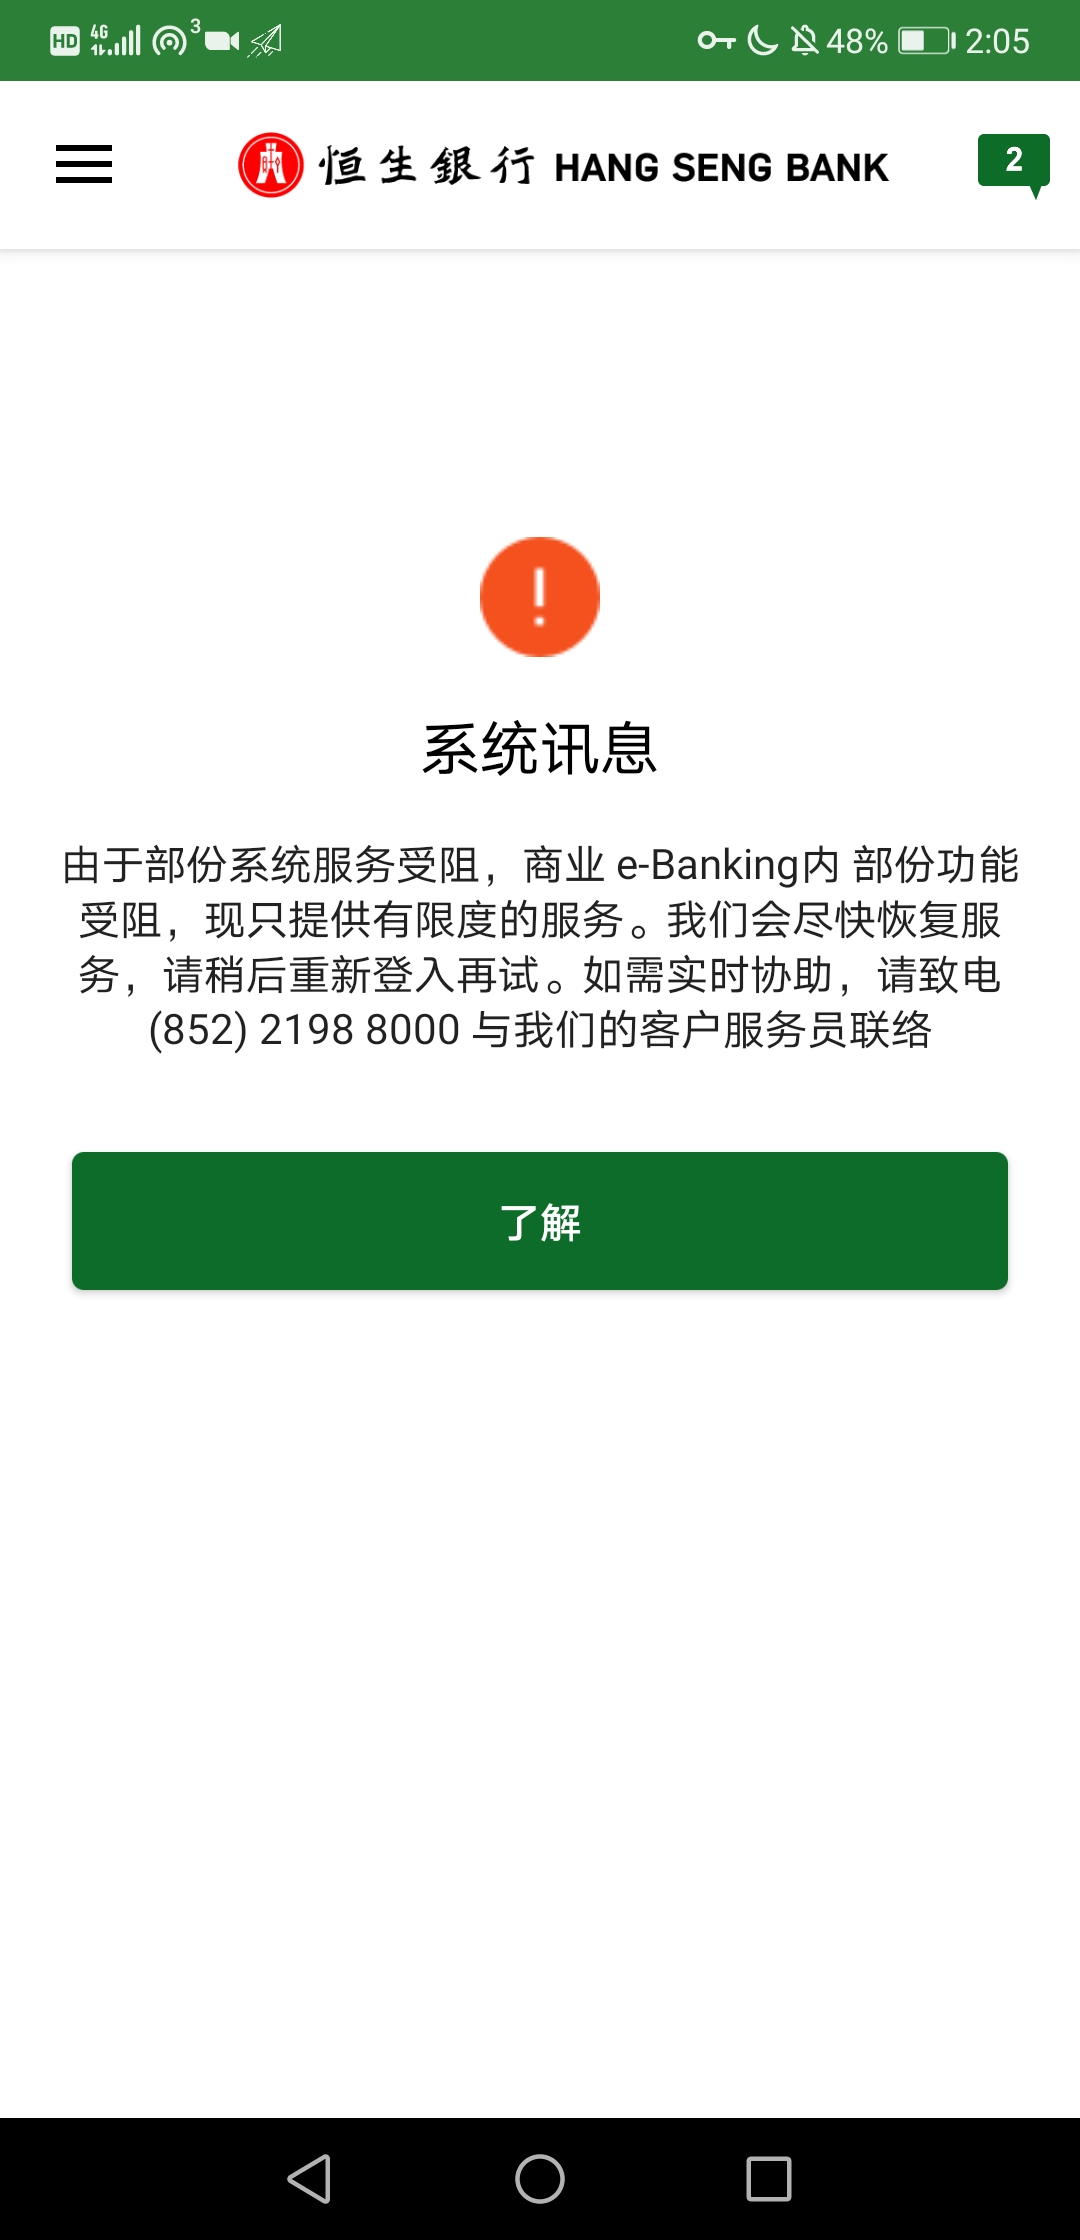 HD 4G 3 48% 2:05
恒生銀行 HANG SENG BANK 2
系统讯息
由于部份系统服务受阻，商业 e-Banking内 部份功能
受阻，现只提供有限度的服务。我们会尽快恢复服
务，请稍后重新登入再试。如需实时协助，请致电
(852) 2198 8000 与我们的客户服务员联络
了解